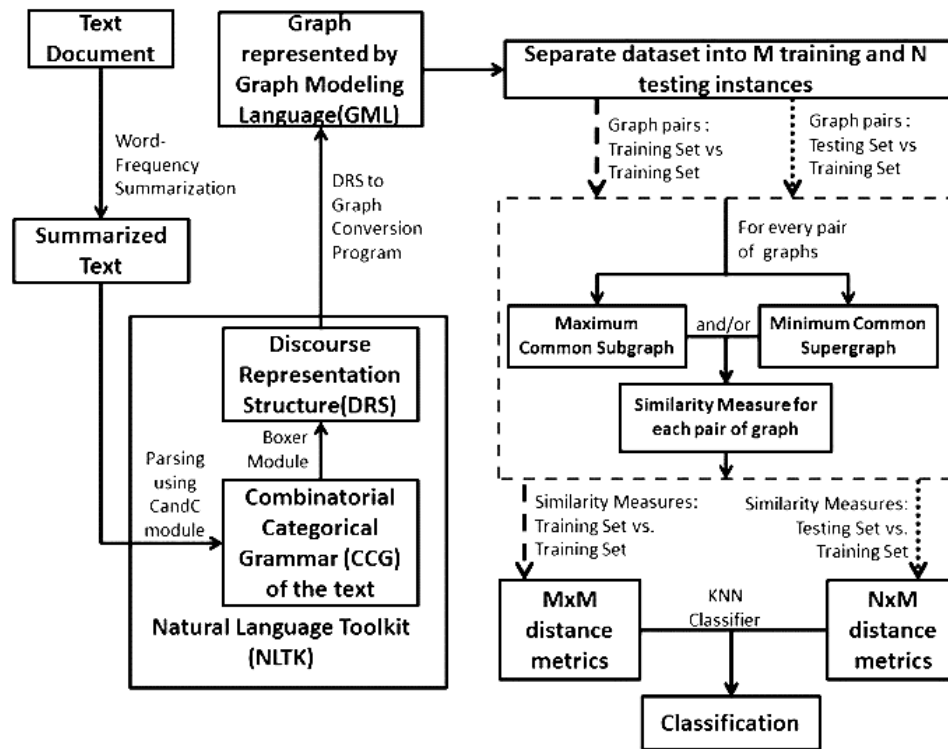 Text
Document
Word-
Frequency
Summarization
Summarized
Text
Parsing
using
CandC
module
Graph
represented by
Graph Modeling
Language(GML)
DRS to
Graph
Conversion
Program
Discourse
Representation
Structure(DRS)
Boxer
Module
Combinatorial
Categorical
Grammar (CCG)
of the text
Natural Language Toolkit
(NLTK)
Separate dataset into M training and N
testing instances
Graph pairs :
Training Set vs
Training Set
Graph pairs :
Testing Set vs
Training Set
For every pair
of graphs
Maximum
Common Subgraph
and/or
Minimum Common
Supergraph
Similarity Measure for
each pair of graph
Similarity Measures:
Training Set vs.
Training Set
Similarity Measures:
Testing Set vs.
Training Set
MxM
distance
metrics
KNN
Classifier
NxM
distance
metrics
Classification